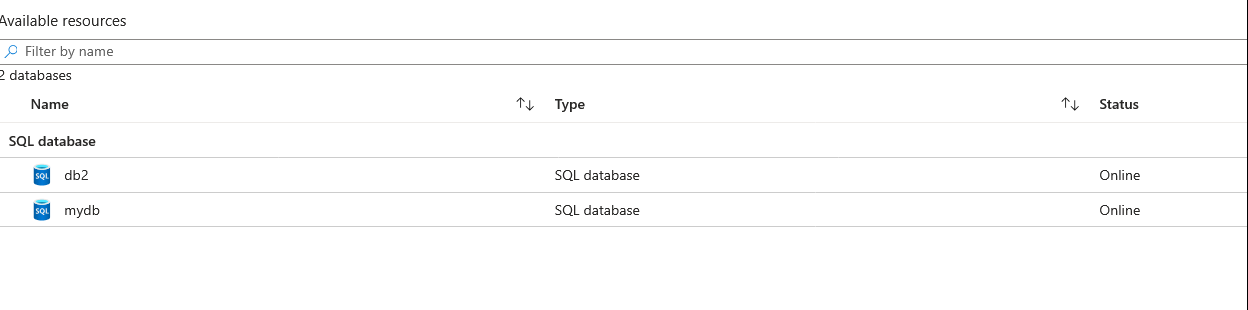 Available resources
Filter by name
2 databases
Name Type Status
SQL database
SQL db2 SQL database Online
SQL mydb SQL database Online